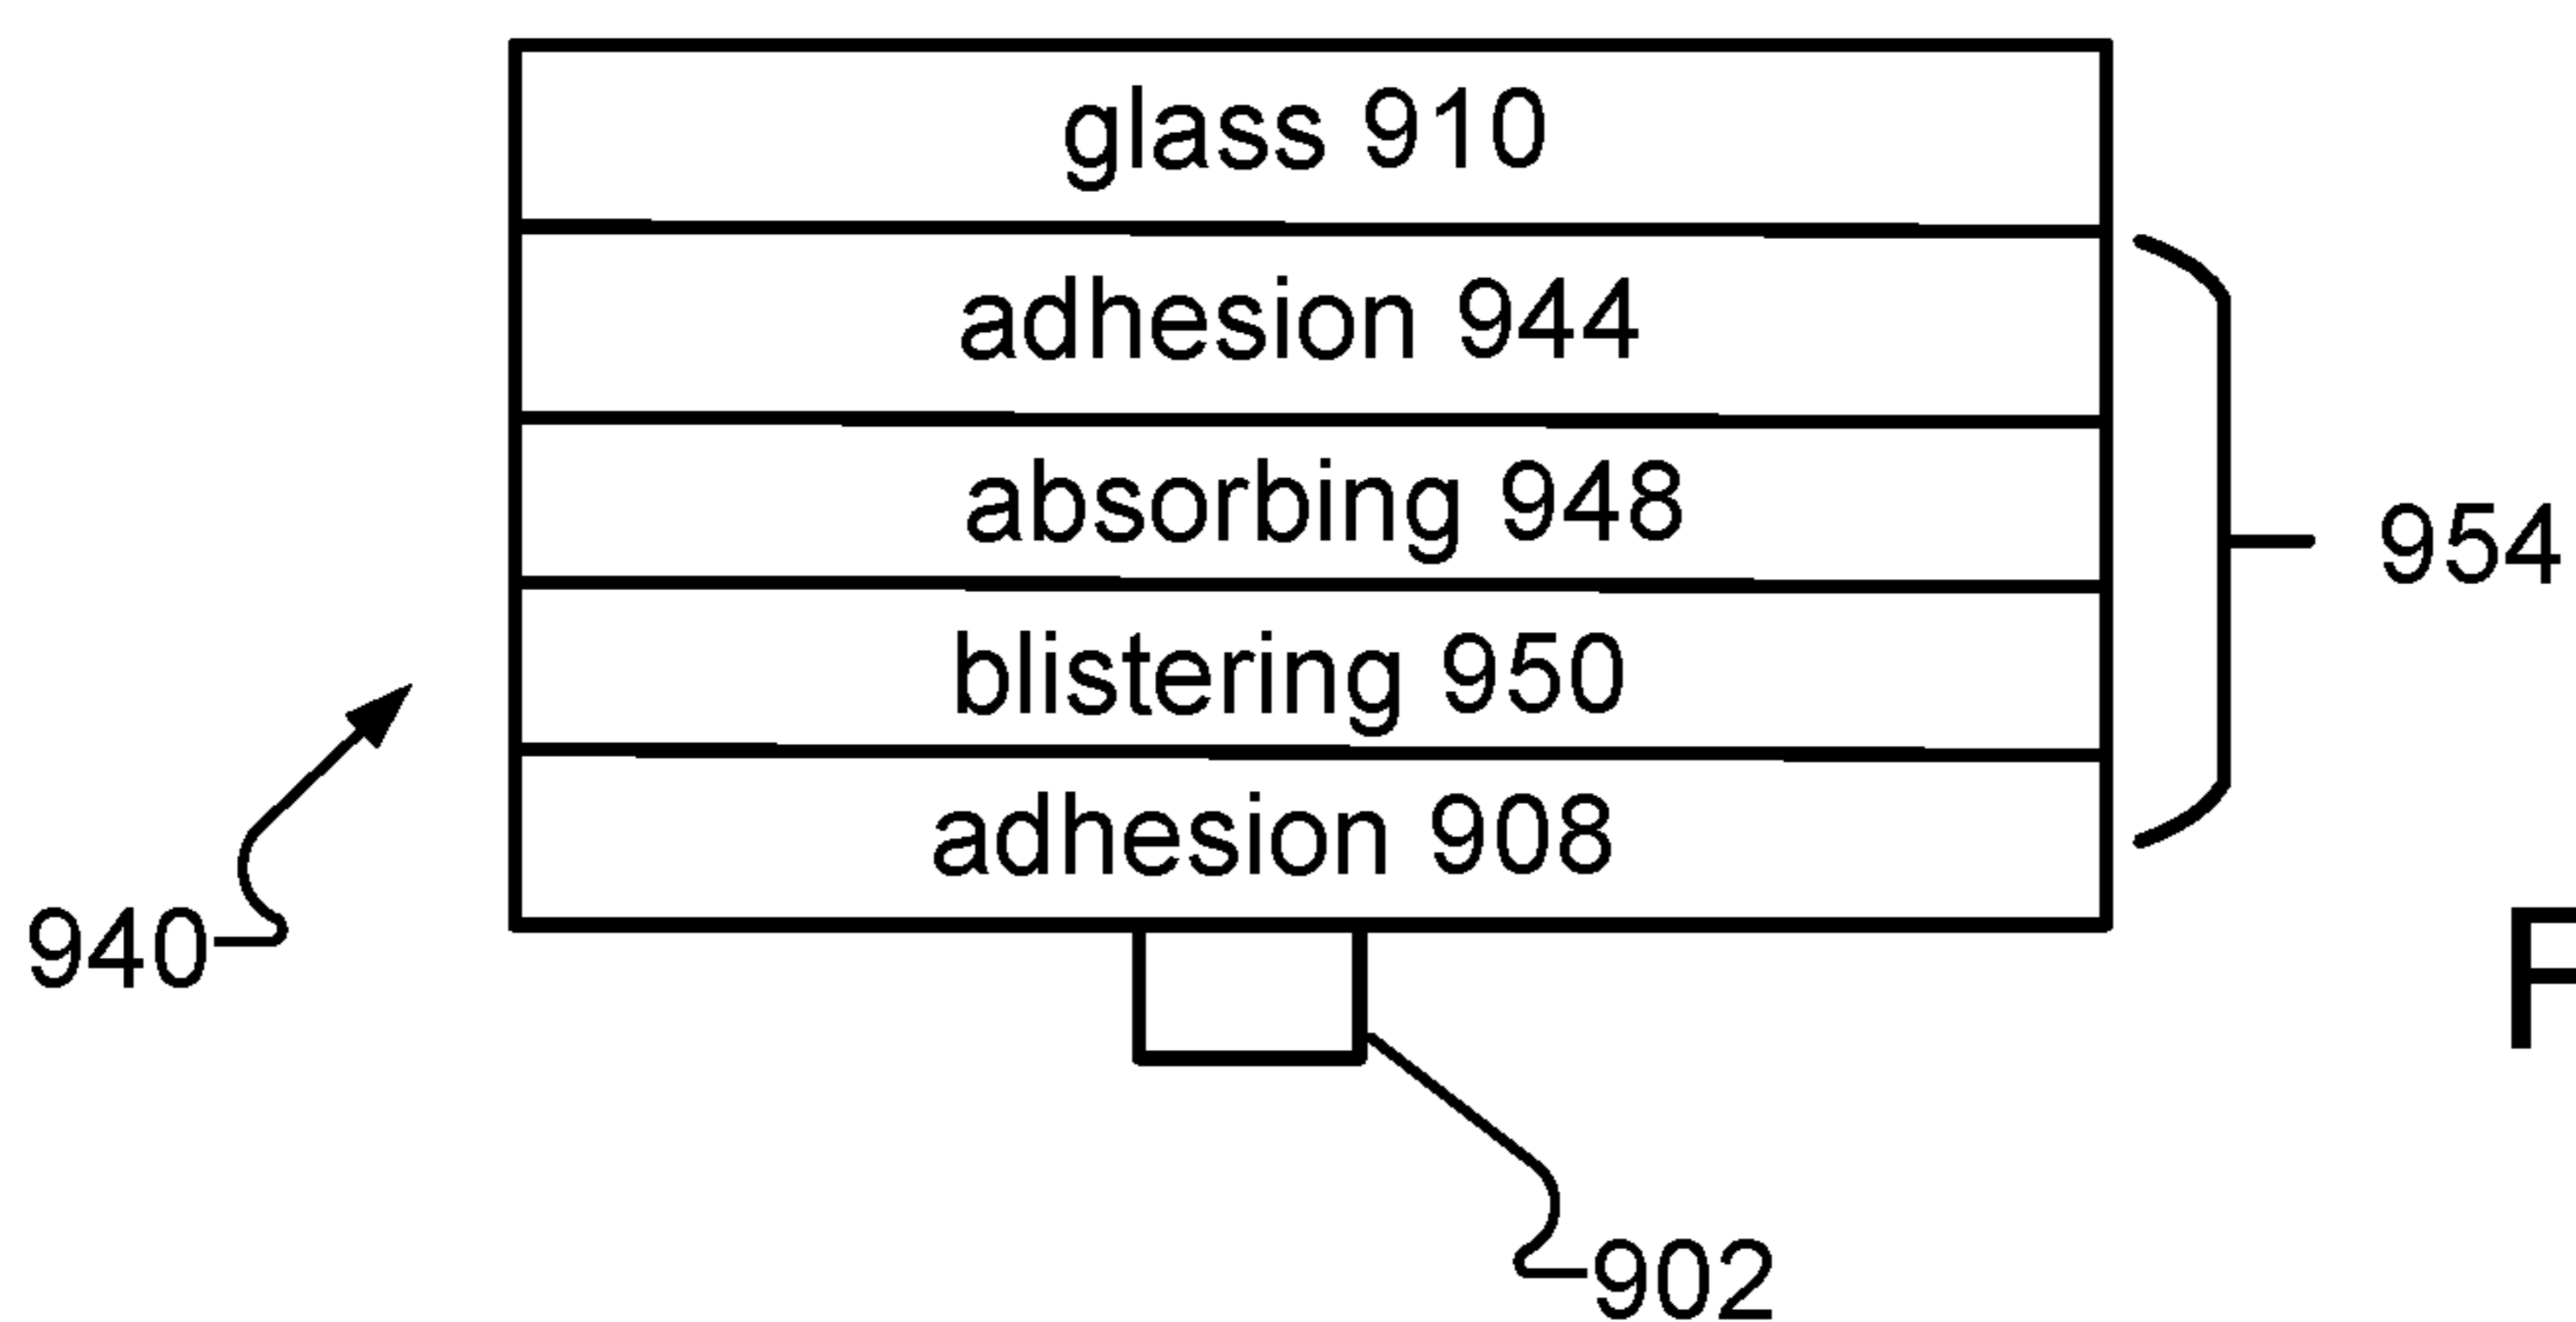 glass 910
adhesion 944
absorbing 948
954
blistering 950
adhesion 908
940
F
902